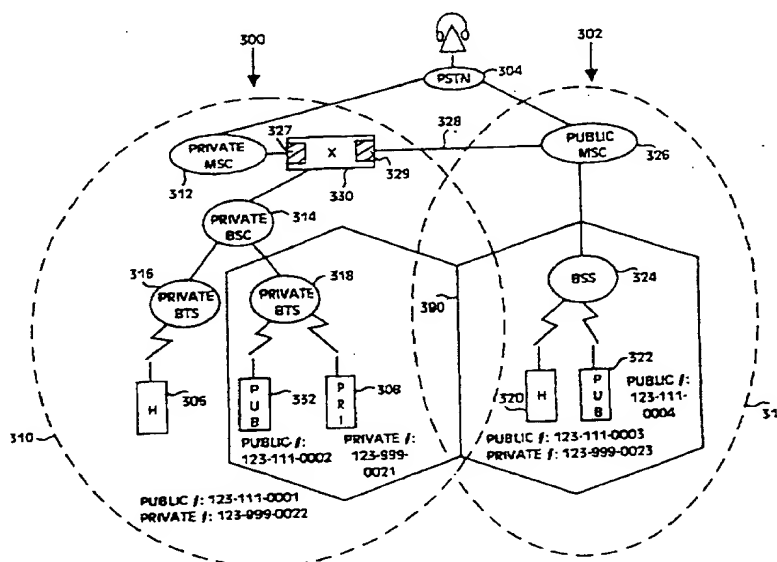 300
302
PSTN
304
327
328
PRIVATE
MSC
X
PUBLIC
MSC
312
329
326
330
PRIVATE
BSC
314
316
318
PRIVATE
BTS
PRIVATE
BTS
390
BSS
324
322
H
306
P
U
B
332
P
R
I
308
320
H
P
U
B
PUBLIC #:
123-111-
0004
310
31
PUBLIC #:
123-111-0002
PRIVATE #:
123-999-
0021
PUBLIC #: 123-111-0003
PRIVATE #: 123-999-0023
PUBLIC #: 123-111-0001
PRIVATE #: 123-999-0022